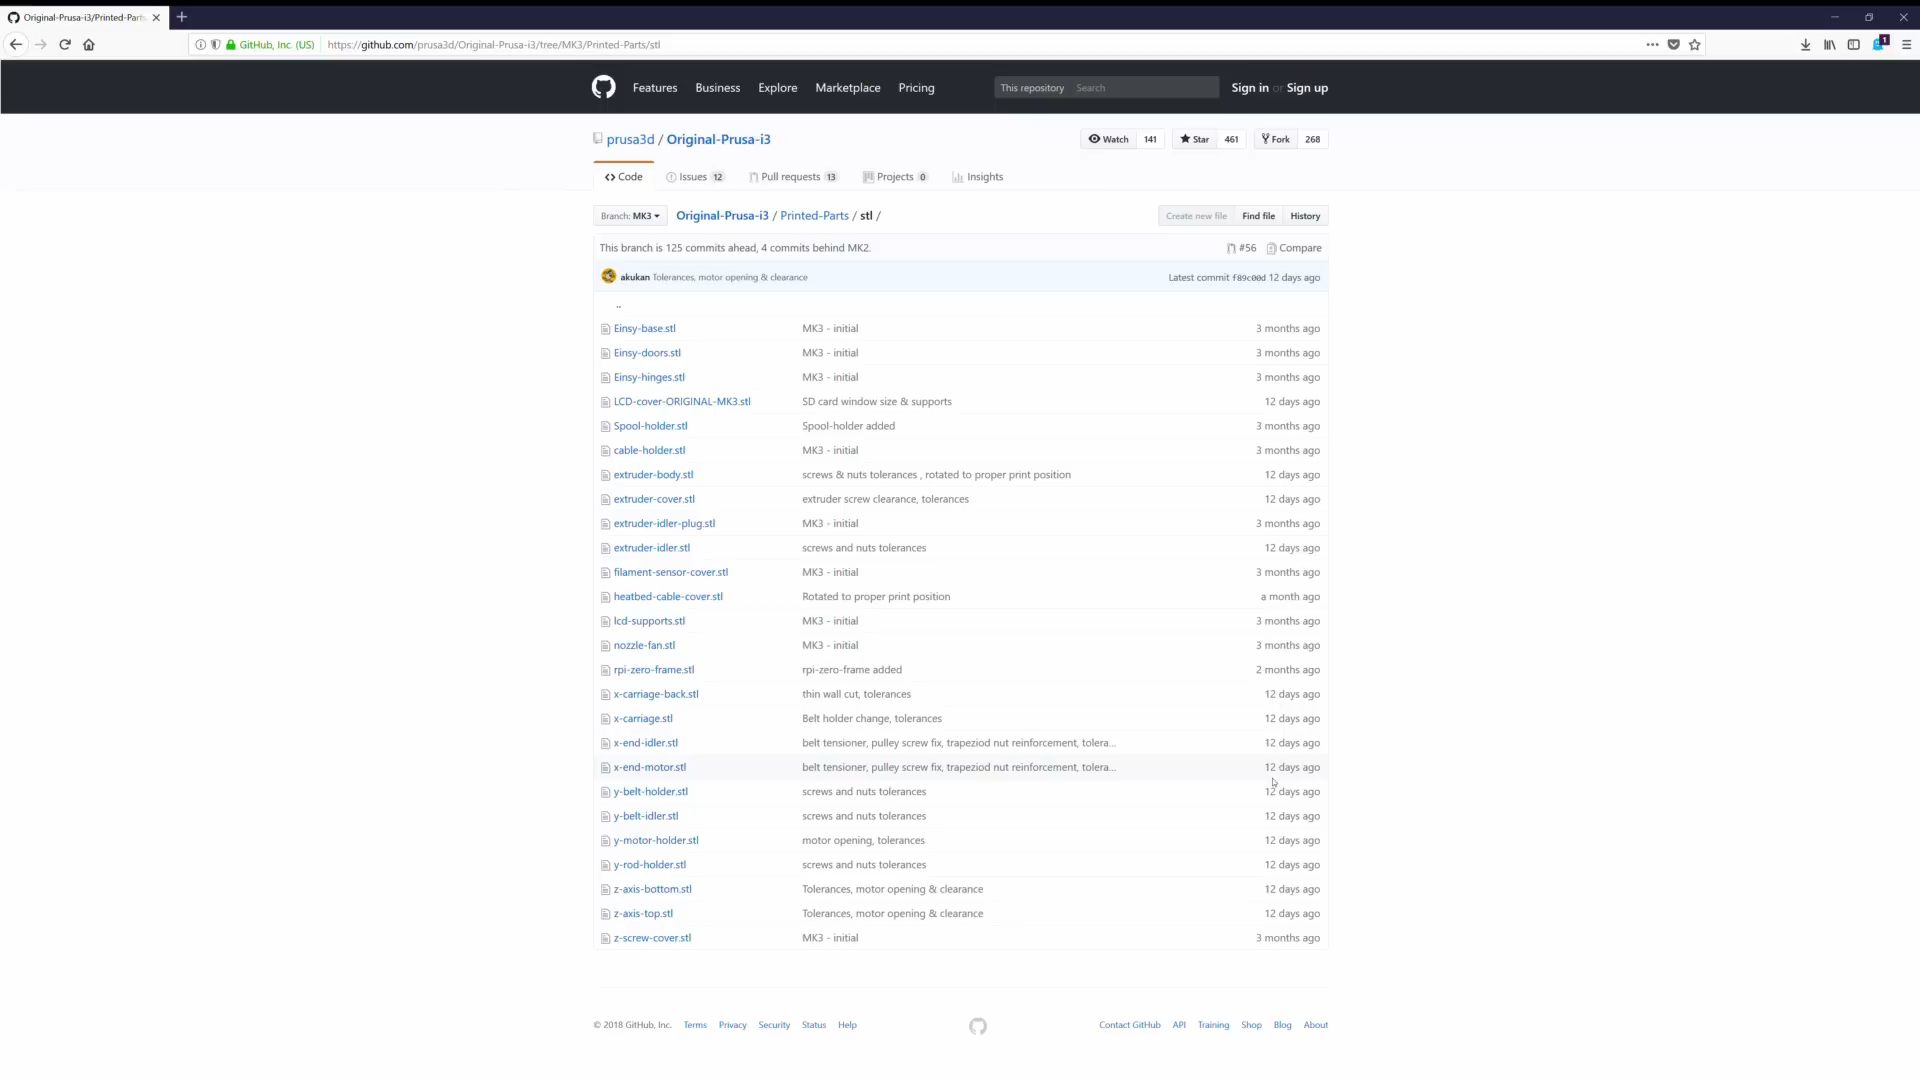 Original-Prusa-i3/Printed-Parts
GitHub, Inc. (US) https://github.com/prusa3d/Original-Prusa-i3/tree/MK3/Printed-Parts/stl 1
Features Business Explore Marketplace Pricing This repository Search Sign in or Sign up
prusa3d / Original-Prusa-i3 Watch 141 Star 461 Fork 268
Code Issues 12 Pull requests 13 Projects 0 Insights
Branch: MK3 Original-Prusa-i3 / Printed-Parts / stl / Create new file Find file History
This branch is 125 commits ahead, 4 commits behind MK2. #56 Compare
akukan Tolerances, motor opening & clearance Latest commit f89c00d 12 days ago
..
Einsy-base.stl MK3 - initial 3 months ago
Einsy-doors.stl MK3 - initial 3 months ago
Einsy-hinges.stl MK3 - initial 3 months ago
LCD-cover-ORIGINAL-MK3.stl SD card window size & supports 12 days ago
Spool-holder.stl Spool-holder added 3 months ago
cable-holder.stl MK3 - initial 3 months ago
extruder-body.stl screws & nuts tolerances , rotated to proper print position 12 days ago
extruder-cover.stl extruder screw clearance, tolerances 12 days ago
extruder-idler-plug.stl MK3 - initial 3 months ago
extruder-idler.stl screws and nuts tolerances 12 days ago
filament-sensor-cover.stl MK3 - initial 3 months ago
heatbed-cable-cover.stl Rotated to proper print position a month ago
lcd-supports.stl MK3 - initial 3 months ago
nozzle-fan.stl MK3 - initial 3 months ago
rpi-zero-frame.stl rpi-zero-frame added 2 months ago
x-carriage-back.stl thin wall cut, tolerances 12 days ago
x-carriage.stl Belt holder change, tolerances 12 days ago
x-end-idler.stl belt tensioner, pulley screw fix, trapeziod nut reinforcement, tolera... 12 days ago
x-end-motor.stl belt tensioner, pulley screw fix, trapeziod nut reinforcement, tolera... 12 days ago
y-belt-holder.stl screws and nuts tolerances 12 days ago
y-belt-idler.stl screws and nuts tolerances 12 days ago
y-motor-holder.stl motor opening, tolerances 12 days ago
y-rod-holder.stl screws and nuts tolerances 12 days ago
z-axis-bottom.stl Tolerances, motor opening & clearance 12 days ago
z-axis-top.stl Tolerances, motor opening & clearance 12 days ago
z-screw-cover.stl MK3 - initial 3 months ago
© 2018 GitHub, Inc. Terms Privacy Security Status Help Contact GitHub API Training Shop Blog About